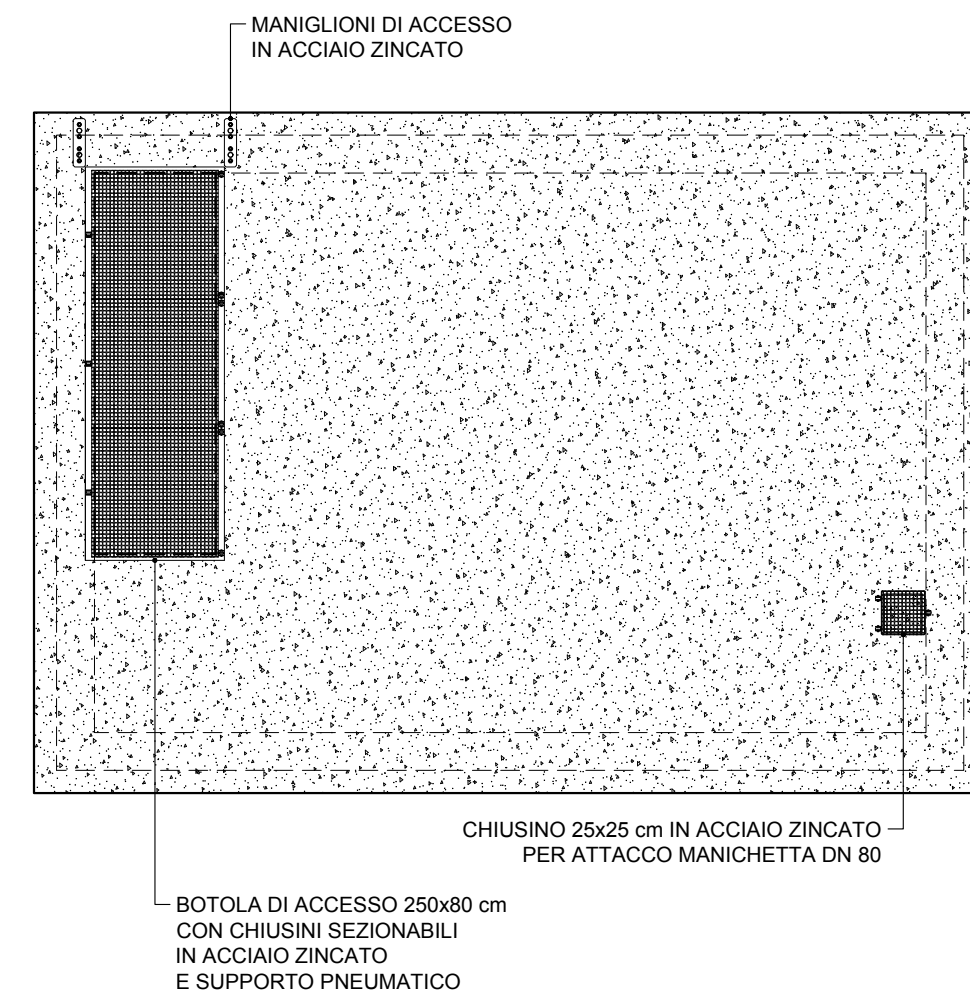 MANIGLIONI DI ACCESSO
IN ACCIAIO ZINCATO
CHIUSINO 25x25 cm IN ACCIAIO ZINCATO
PER ATTACCO MANICHETTA DN 80
BOTOLA DI ACCESSO 250x80 cm
CON CHIUSINI SEZIONABILI
IN ACCIAIO ZINCATO
E SUPPORTO PNEUMATICO